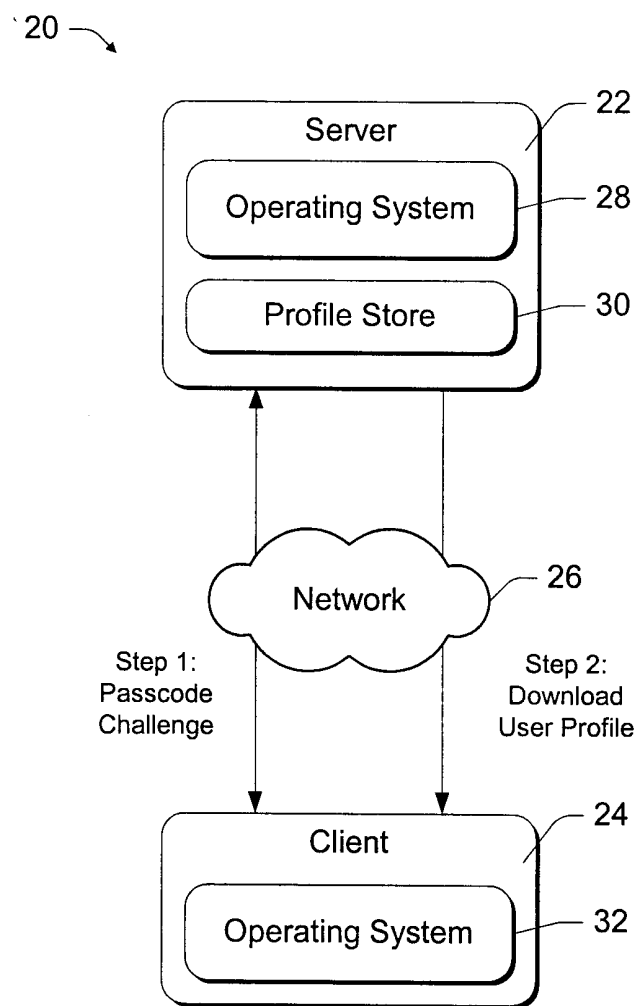 20
22
Server
Operating System
28
Profile Store
30
Network
26
Step 1:
Passcode
Challenge
Step 2:
Download
User Profile
24
Client
Operating System
32